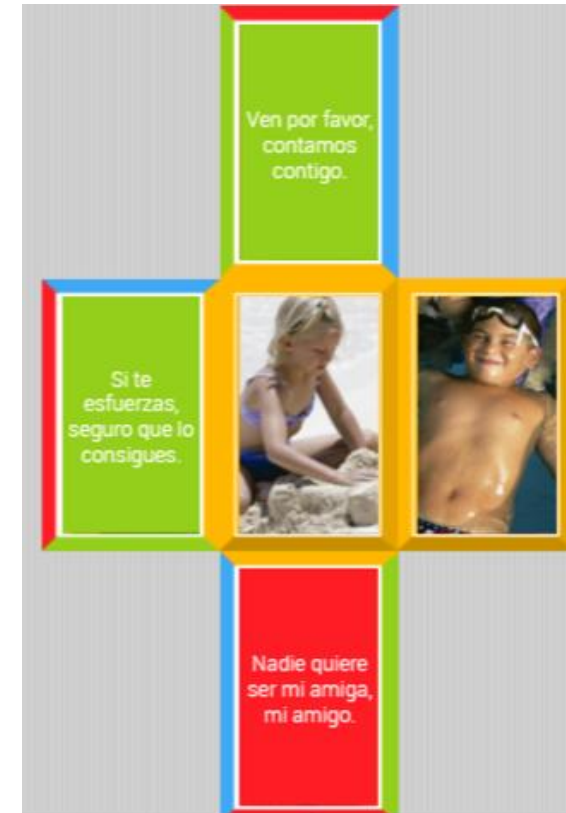 Ven por favor,
contamos
contigo.
Si te
esfuerzas,
seguro que lo
consigues.
Nadie quiere
ser mi amiga,
mi amigo.